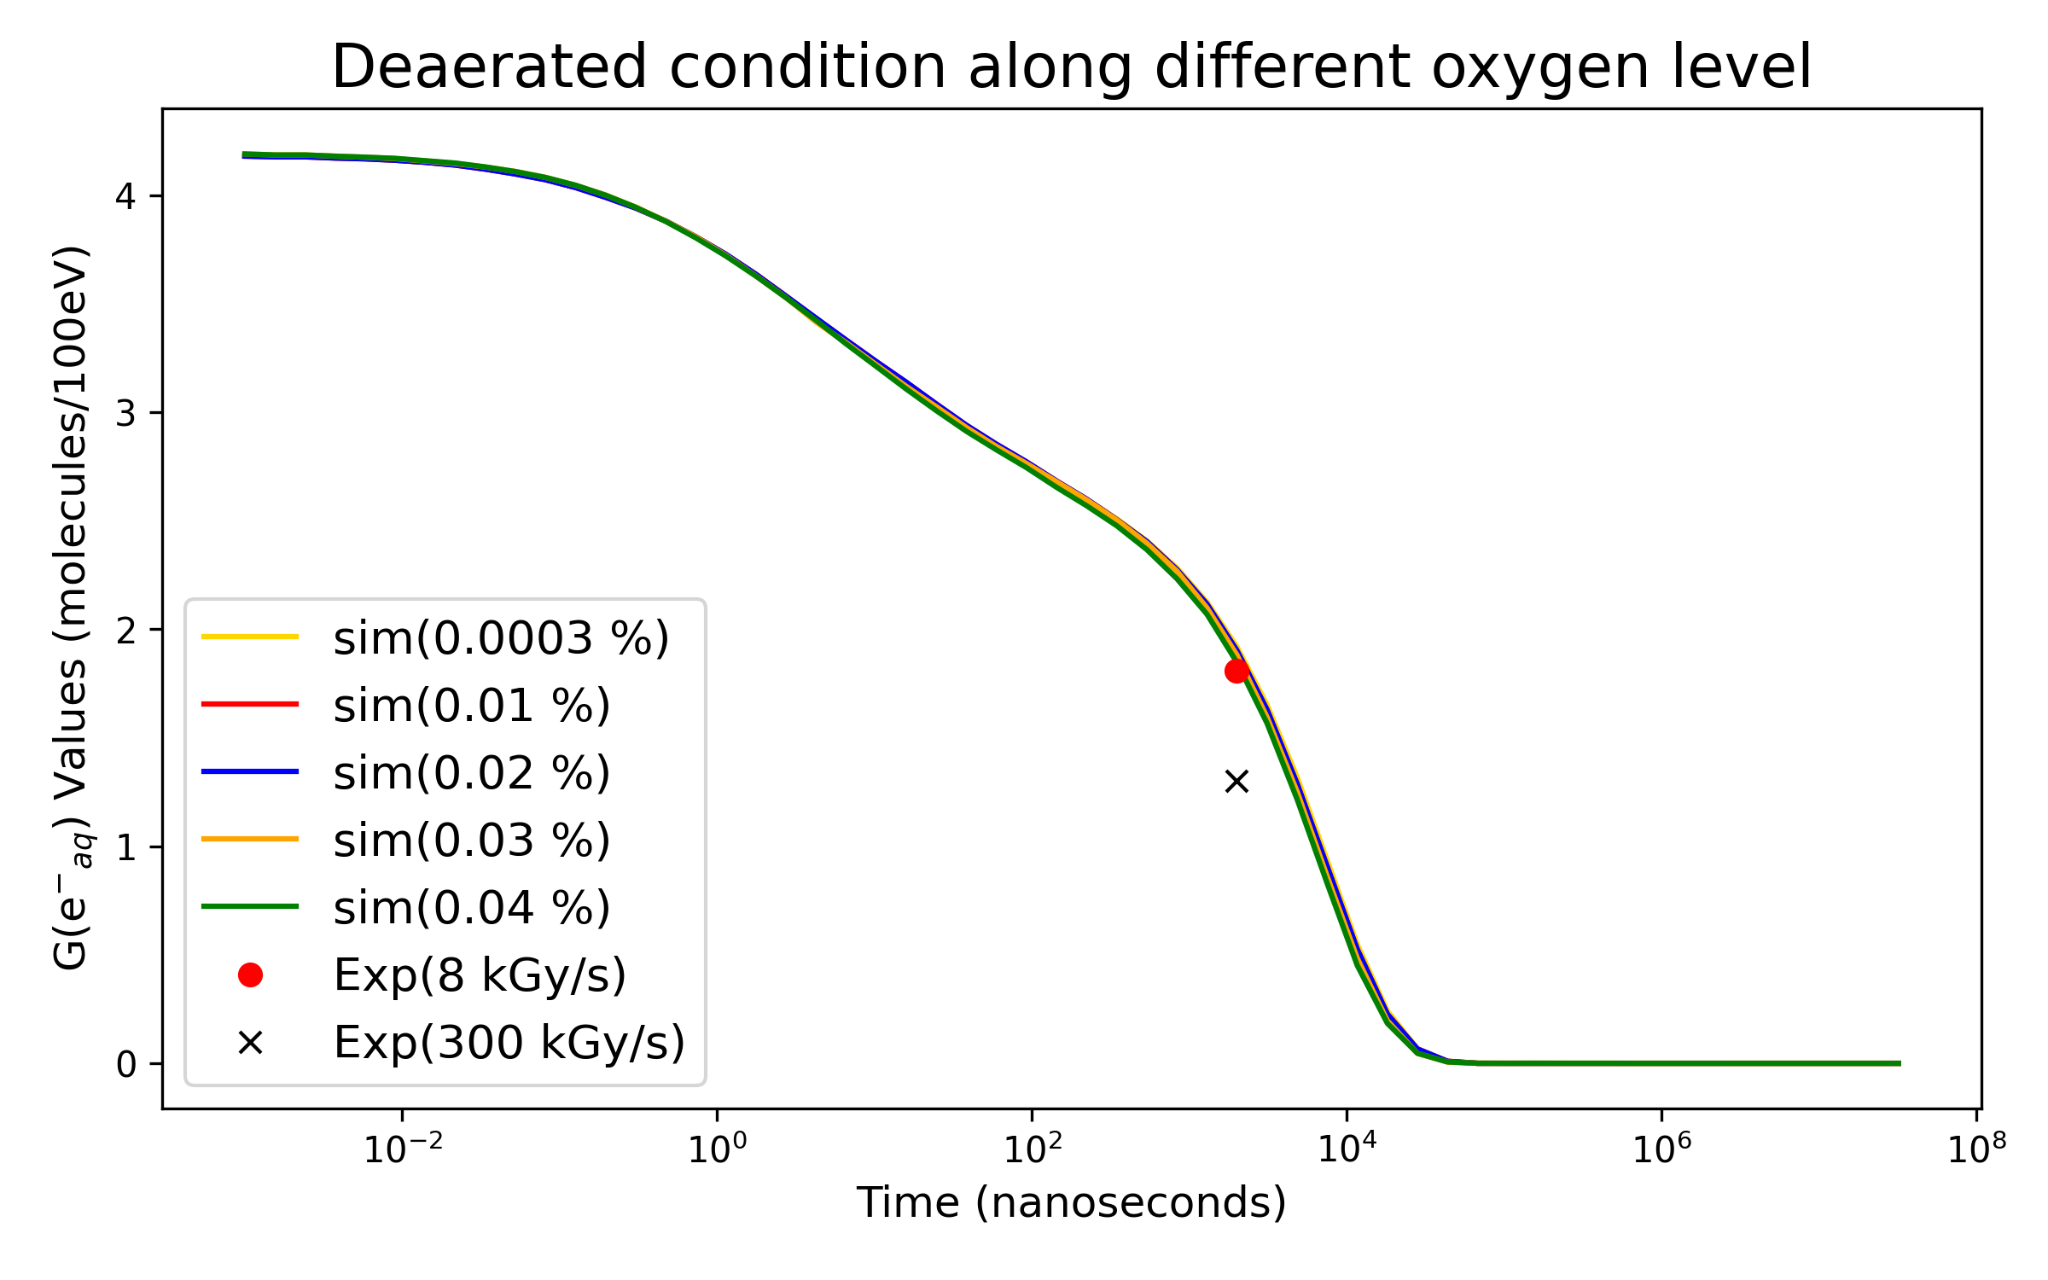 Deaerated condition along different oxygen level
G(e⁻ₐq) Values (molecules/100eV)
4
3
2
1
0
sim(0.0003 %)
sim(0.01 %)
sim(0.02 %)
sim(0.03 %)
sim(0.04 %)
Exp(8 kGy/s)
Exp(300 kGy/s)
10⁻² 10⁰ 10² 10⁴ 10⁶ 10⁸
Time (nanoseconds)